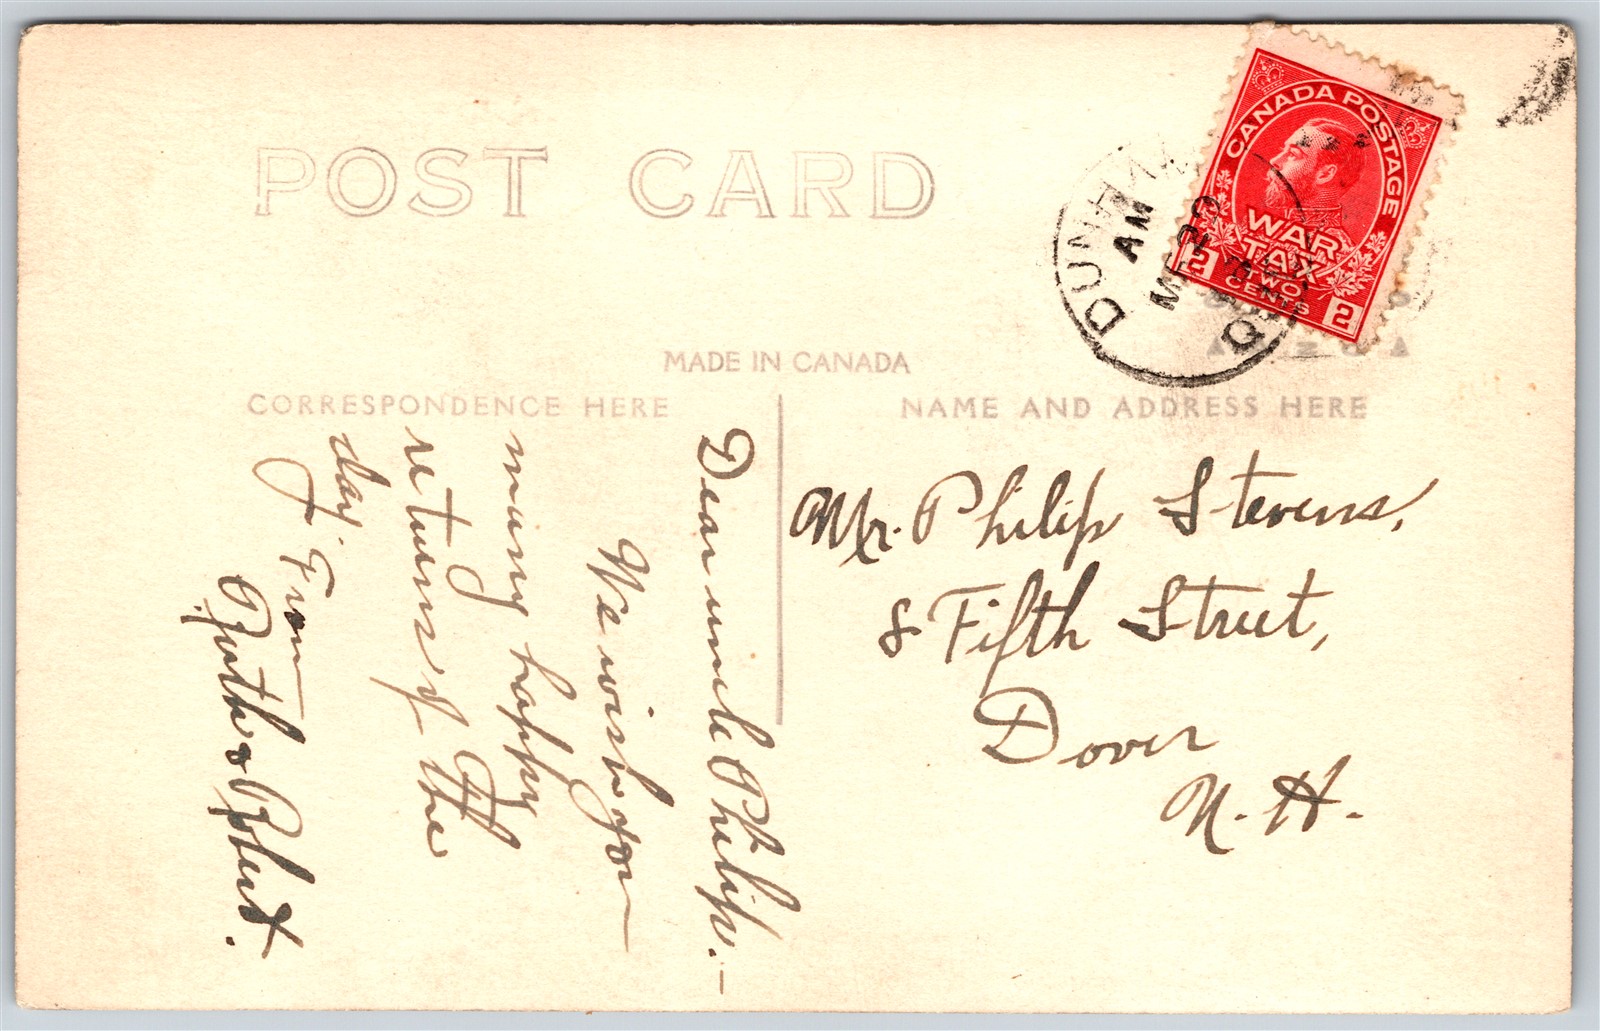 POST CARD
CANADA POSTAGE
WAR
TAX
TWO
CENTS
2 2
AM
MADE IN CANADA
CORRESPONDENCE HERE
NAME AND ADDRESS HERE
Dear uncle Philip. —
We wish you
many happy
returns of the
day.
From
Ruth & Robert.
Mr. Philip Stevens,
8 Fifth Street,
Dover
N. H.